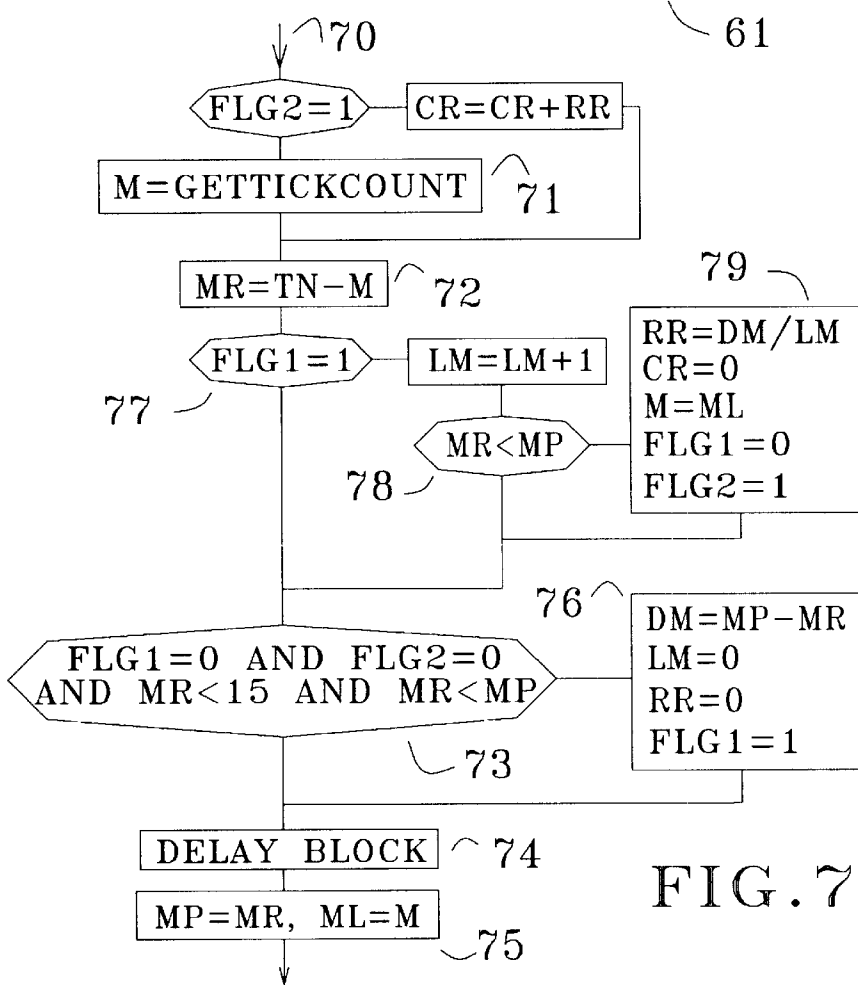 61
70
FLG2=1
CR=CR+RR
M=GETTICKCOUNT
71
MR=TN-M
72
79
FLG1=1
77
LM=LM+1
MR<MP
78
RR=DM/LM
CR=0
M=ML
FLG1=0
FLG2=1
76
FLG1=0 AND FLG2=0
AND MR<15 AND MR<MP
73
DM=MP-MR
LM=0
RR=0
FLG1=1
DELAY BLOCK
74
MP=MR, ML=M
75
FIG.7